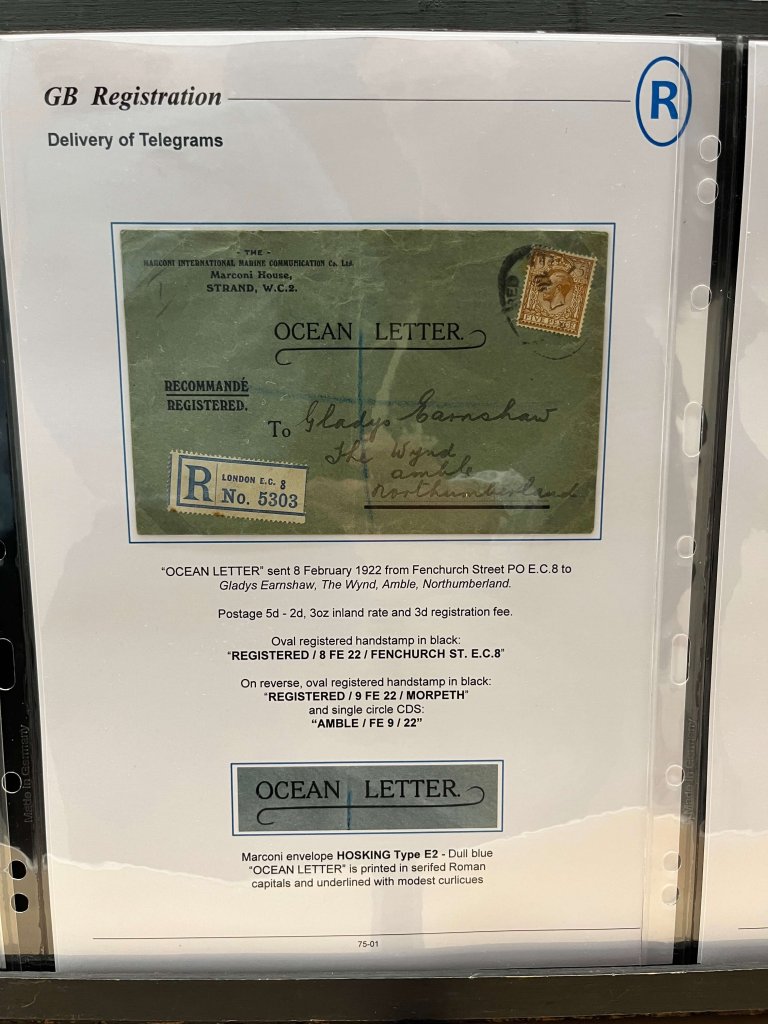 GB Registration
R
Delivery of Telegrams
- THE -
MARCONI INTERNATIONAL MARINE COMMUNICATION Co. Ltd.
Marconi House,
STRAND, W.C.2.
OCEAN LETTER.
RECOMMANDÉ
REGISTERED.
To Gladys Earnshaw
The Wynd
amble
Northumberland
R LONDON E.C. 8
No. 5303
"OCEAN LETTER" sent 8 February 1922 from Fenchurch Street PO E.C.8 to
Gladys Earnshaw, The Wynd, Amble, Northumberland.
Postage 5d - 2d, 3oz inland rate and 3d registration fee.
Oval registered handstamp in black:
"REGISTERED / 8 FE 22 / FENCHURCH ST. E.C.8"
On reverse, oval registered handstamp in black:
"REGISTERED / 9 FE 22 / MORPETH"
and single circle CDS:
"AMBLE / FE 9 / 22"
OCEAN LETTER.
Marconi envelope HOSKING Type E2 - Dull blue
"OCEAN LETTER" is printed in serifed Roman
capitals and underlined with modest curlicues
75-01
Made in Germany
Made in Germany